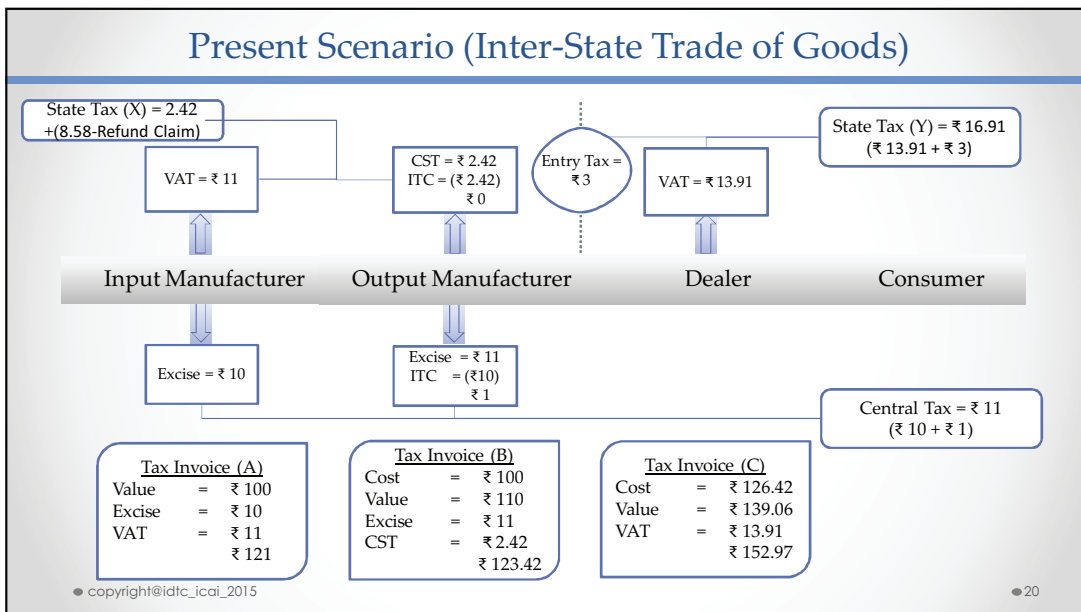 Present Scenario (Inter-State Trade of Goods)
State Tax (X) = 2.42
+(8.58-Refund Claim)
VAT = ₹ 11
CST = ₹ 2.42
ITC = (₹ 2.42)
₹ 0
Entry Tax =
₹ 3
VAT = ₹ 13.91
State Tax (Y) = ₹ 16.91
(₹ 13.91 + ₹ 3)
Input Manufacturer
Output Manufacturer
Dealer
Consumer
Excise = ₹ 10
Excise = ₹ 11
ITC = (₹10)
₹ 1
Central Tax = ₹ 11
(₹ 10 + ₹ 1)
Tax Invoice (A)
Value = ₹ 100
Excise = ₹ 10
VAT = ₹ 11
₹ 121
Tax Invoice (B)
Cost = ₹ 100
Value = ₹ 110
Excise = ₹ 11
CST = ₹ 2.42
₹ 123.42
Tax Invoice (C)
Cost = ₹ 126.42
Value = ₹ 139.06
VAT = ₹ 13.91
₹ 152.97
copyright@idtc_icai_2015
20